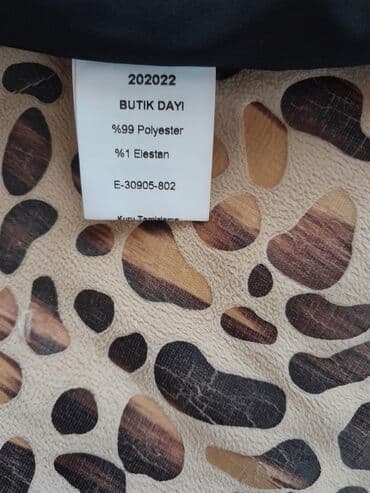 202022
BUTIK DAYI
%99 Polyester
%1 Elestan
E-30905-802
Kuru Temizleme